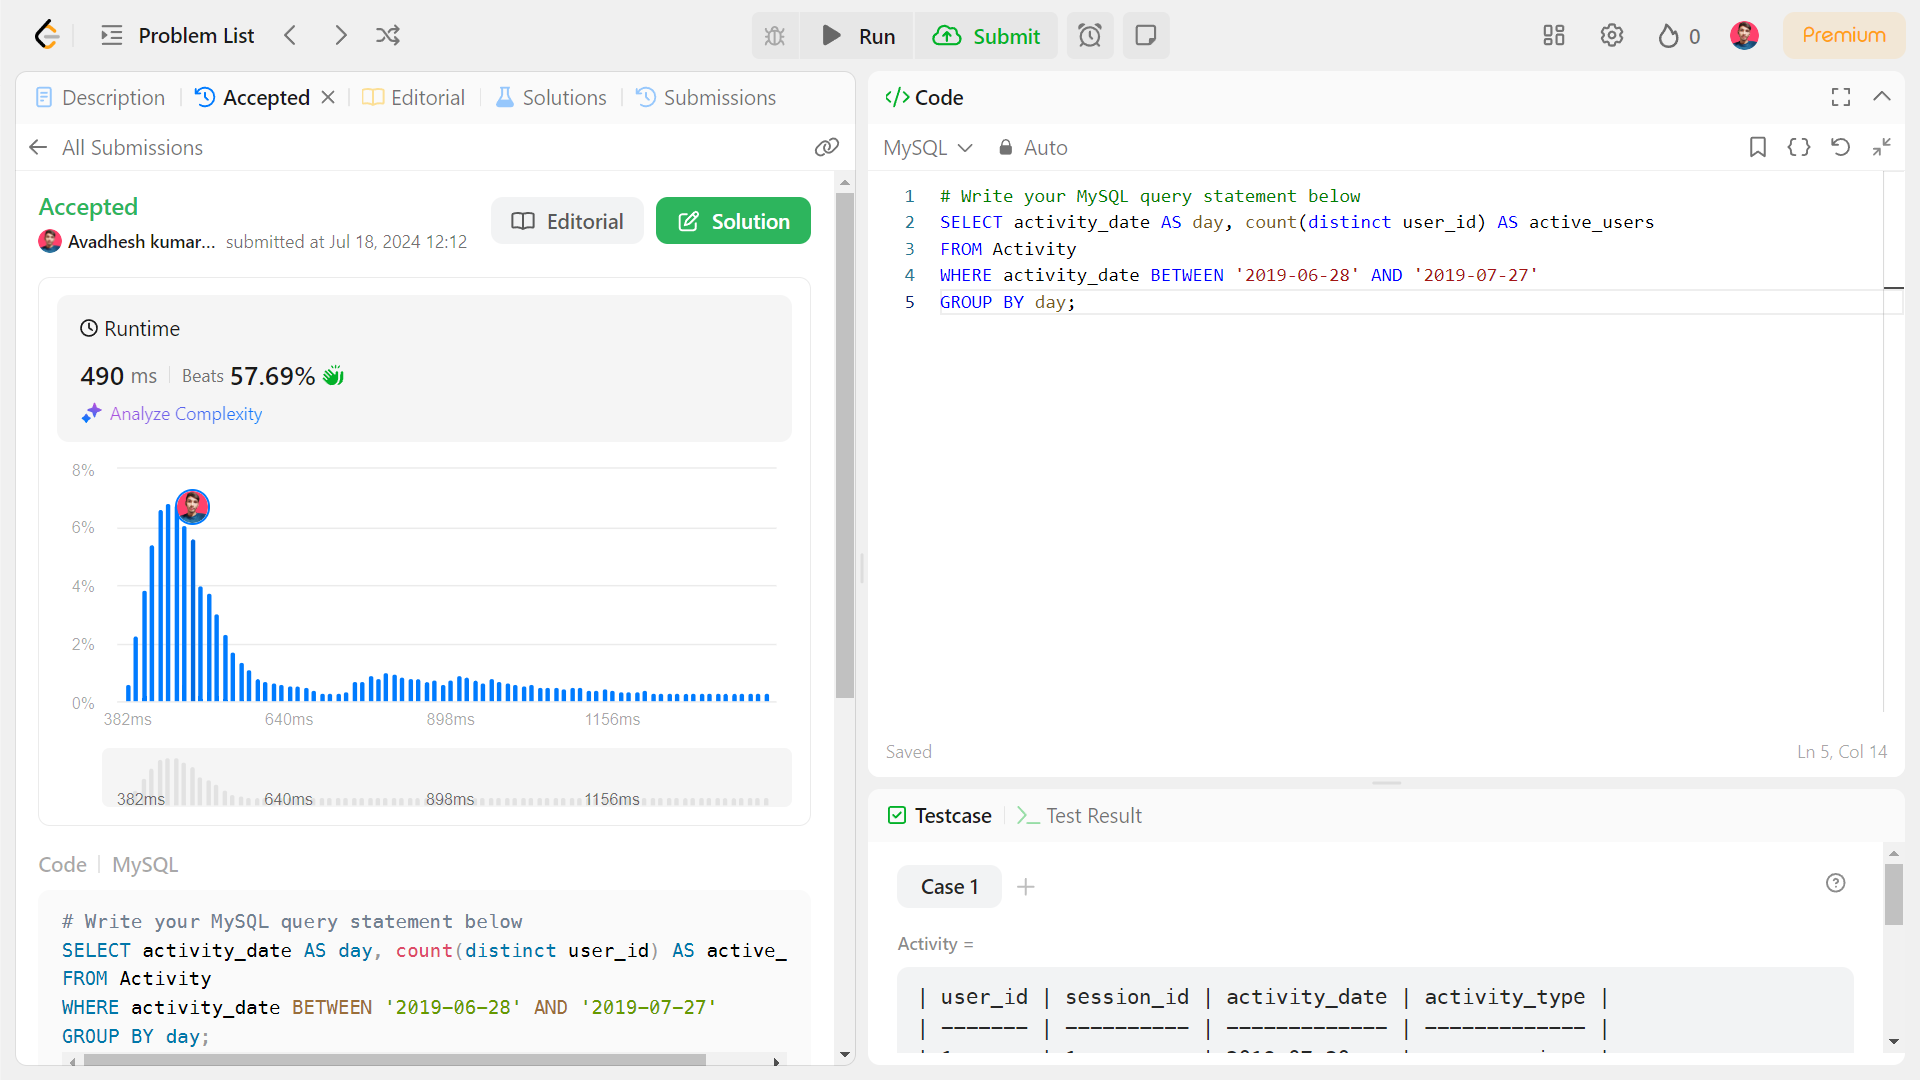 Problem List
Run
Submit
0
Premium
Description
Accepted
Editorial
Solutions
Submissions
All Submissions
Accepted
Avadhesh kumar...
submitted at Jul 18, 2024 12:12
Editorial
Solution
Runtime
490 ms
Beats 57.69%
Analyze Complexity
8%
6%
4%
2%
0%
382ms 640ms 898ms 1156ms
382ms 640ms 898ms 1156ms
Code
MySQL
# Write your MySQL query statement below
SELECT activity_date AS day, count(distinct user_id) AS active_
FROM Activity
WHERE activity_date BETWEEN '2019-06-28' AND '2019-07-27'
GROUP BY day;
</> Code
MySQL
Auto
1 # Write your MySQL query statement below
2 SELECT activity_date AS day, count(distinct user_id) AS active_users
3 FROM Activity
4 WHERE activity_date BETWEEN '2019-06-28' AND '2019-07-27'
5 GROUP BY day;
Saved
Ln 5, Col 14
Testcase
Test Result
Case 1
Activity =
| user_id | session_id | activity_date | activity_type |
| ------- | ---------- | ------------- | ------------- |